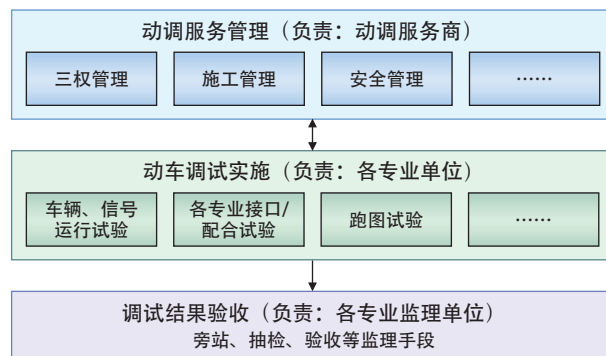 动调服务管理（负责：动调服务商）
三权管理
施工管理
安全管理
……
动车调试实施（负责：各专业单位）
车辆、信号
运行试验
各专业接口/
配合试验
跑图试验
……
调试结果验收（负责：各专业监理单位）
旁站、抽检、验收等监理手段